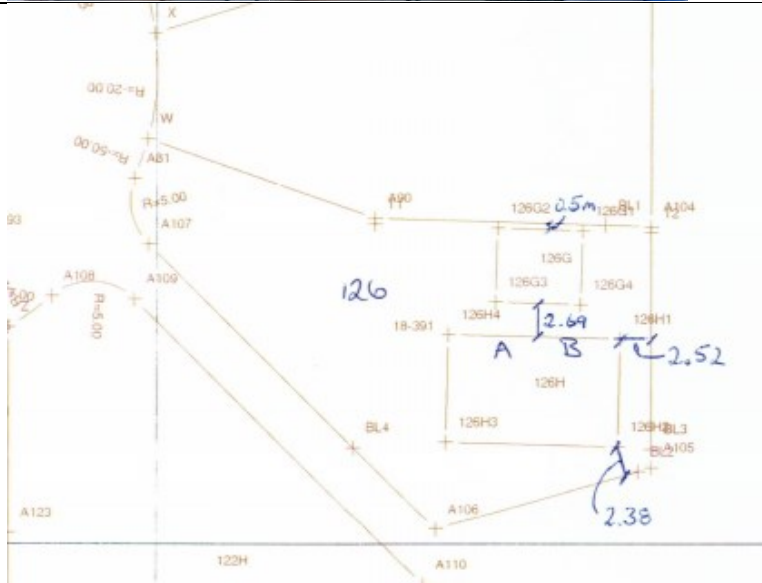 X
R=20.00
W
R=50.00
A81
R=5.00
A90
126G2
0.5m
126G1
BL1
A104
A107
93
126G
A108
A109
126G3
126G4
126
R=5.00
126H4
2.69
126H1
18-391
A
B
2.52
126H
126H3
BL4
BL3
A105
BL2
A106
2.38
A123
122H
A110